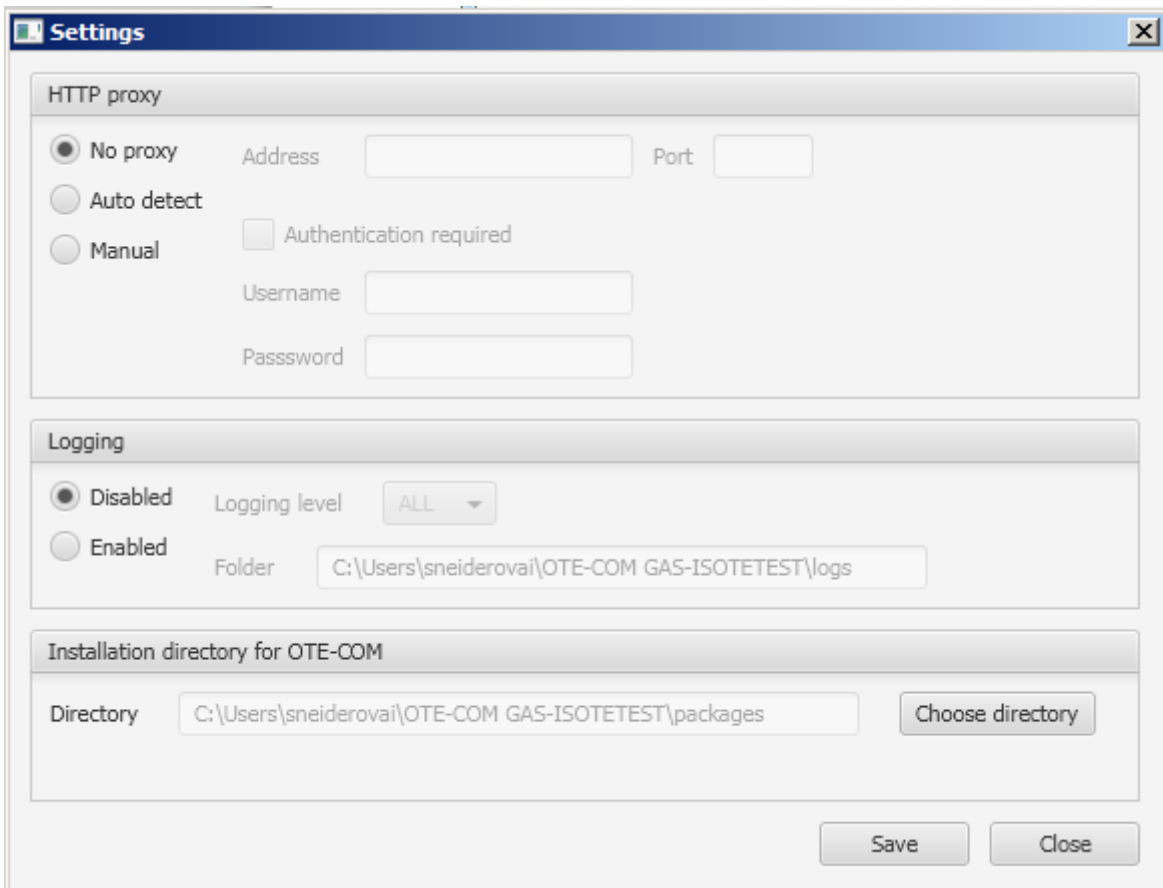 Settings
HTTP proxy
No proxy
Address
Port
Auto detect
Authentication required
Manual
Username
Passsword
Logging
Disabled
Logging level
ALL
Enabled
Folder
C:\Users\sneiderovai\OTE-COM GAS-ISOTETEST\logs
Installation directory for OTE-COM
Directory
C:\Users\sneiderovai\OTE-COM GAS-ISOTETEST\packages
Choose directory
Save
Close